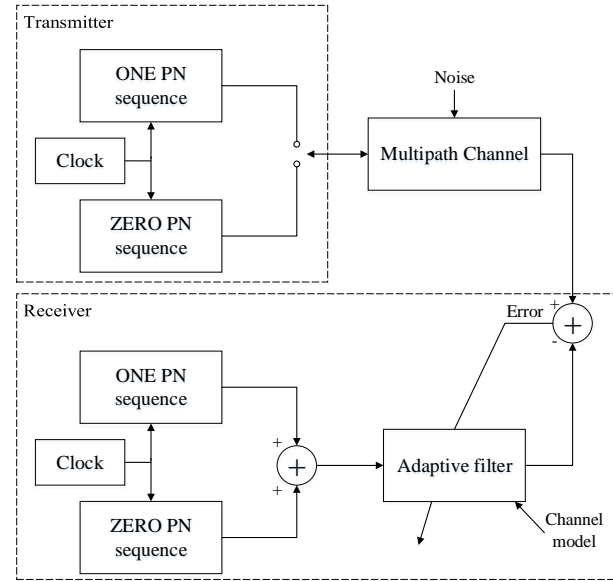 Transmitter
ONE PN
sequence
Clock
ZERO PN
sequence
Noise
Multipath Channel
Receiver
Error
+
+
-
ONE PN
sequence
Clock
ZERO PN
sequence
+
+
+
Adaptive filter
Channel
model